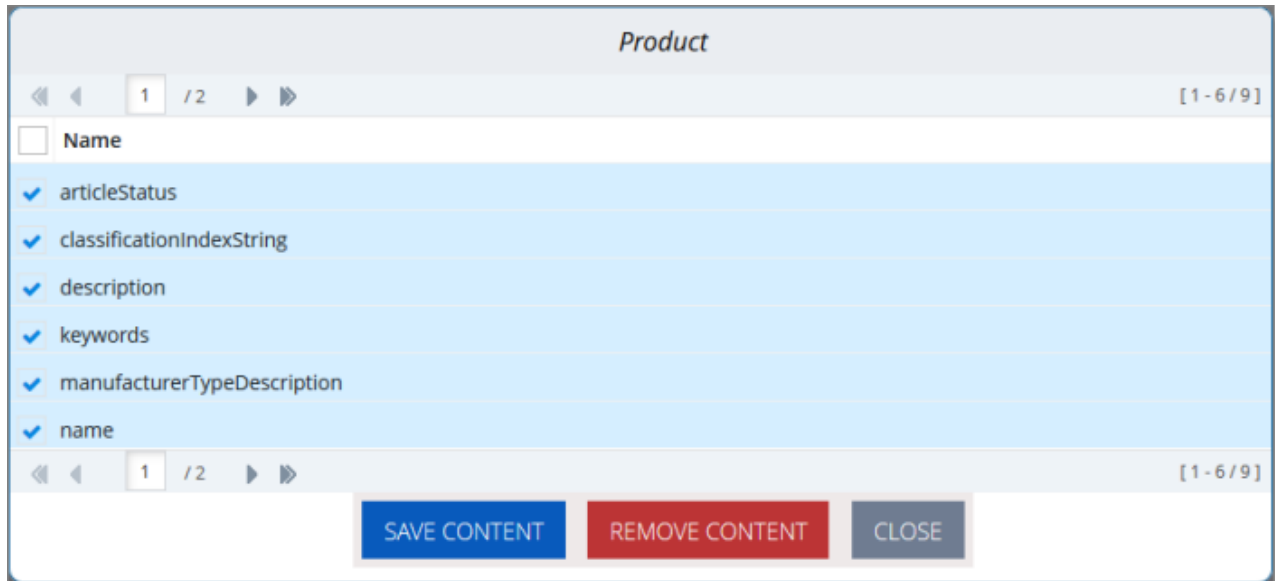 Product
1 /2 [1-6/9]
Name
articleStatus
classificationIndexString
description
keywords
manufacturerTypeDescription
name
1 /2 [1-6/9]
SAVE CONTENT REMOVE CONTENT CLOSE